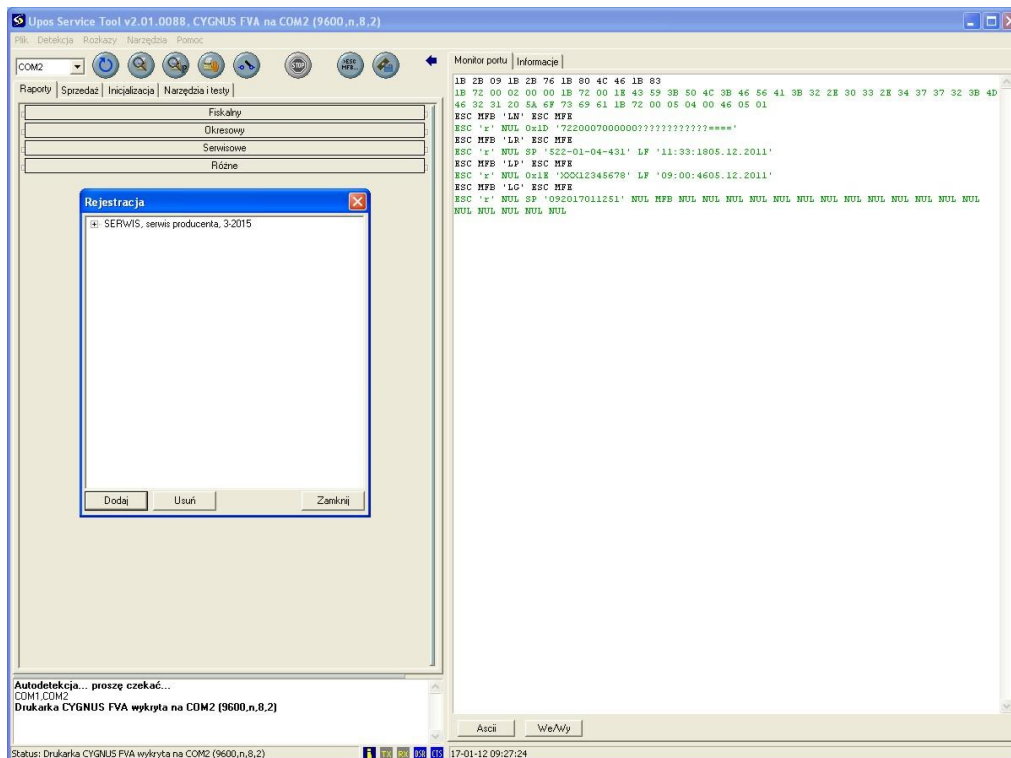 Upos Service Tool v2.01.0088, CYGNUS FVA na COM2 (9600,n,8,2)
Plik Detekcja Rozkazy Narzędzia Pomoc
COM2
STOP
>ESC MFB...
Raporty Sprzedaż Inicjalizacja Narzędzia i testy
Fiskalny
Okresowy
Serwisowe
Różne
Rejestracja
SERWIS, serwis producenta, 3-2015
Dodaj Usuń Zamknij
Autodetekcja... proszę czekać...
COM1,COM2
Drukarka CYGNUS FVA wykryta na COM2 (9600,n,8,2)
Monitor portu Informacje
1B 2B 09 1B 2B 76 1B 80 4C 46 1B 83
1B 72 00 02 00 00 1B 72 00 1E 43 59 3B 50 4C 3B 46 56 41 3B 32 2E 30 33 2E 34 37 37 32 3B 4D
46 32 31 20 5A 6F 73 69 61 1B 72 00 05 04 00 46 05 01
ESC MFB 'LN' ESC MFE
ESC 'r' NUL 0x1D '7220007000000????????????===='
ESC MFB 'LR' ESC MFE
ESC 'r' NUL SP '522-01-04-431' LF '11:33:1805.12.2011'
ESC MFB 'LP' ESC MFE
ESC 'r' NUL 0x1E 'XXX12345678' LF '09:00:4605.12.2011'
ESC MFB 'LG' ESC MFE
ESC 'r' NUL SP '092017011251' NUL MFB NUL NUL NUL NUL NUL NUL NUL NUL NUL NUL NUL NUL
NUL NUL NUL NUL NUL
Ascii We/Wy
Status: Drukarka CYGNUS FVA wykryta na COM2 (9600,n,8,2) i TX RX DSR CTS 17-01-12 09:27:24